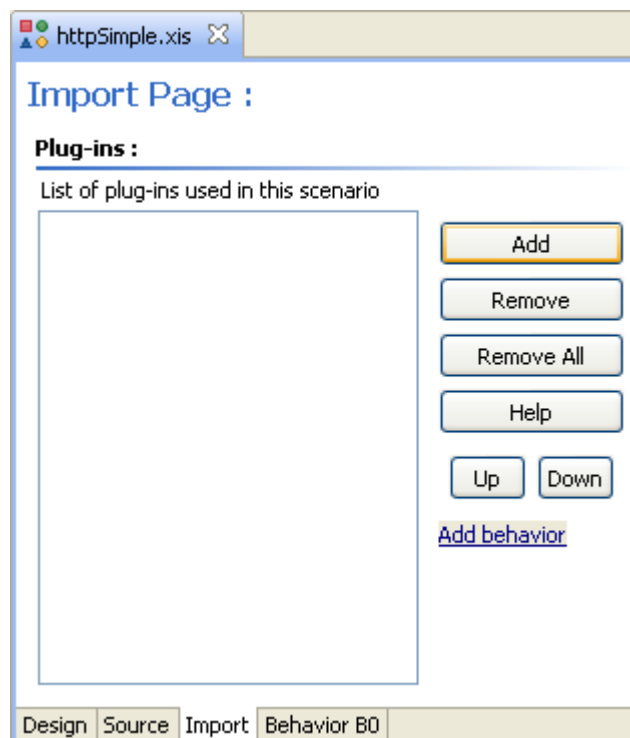 httpSimple.xis
Import Page :
Plug-ins :
List of plug-ins used in this scenario
Add
Remove
Remove All
Help
Up Down
Add behavior
Design Source Import Behavior B0